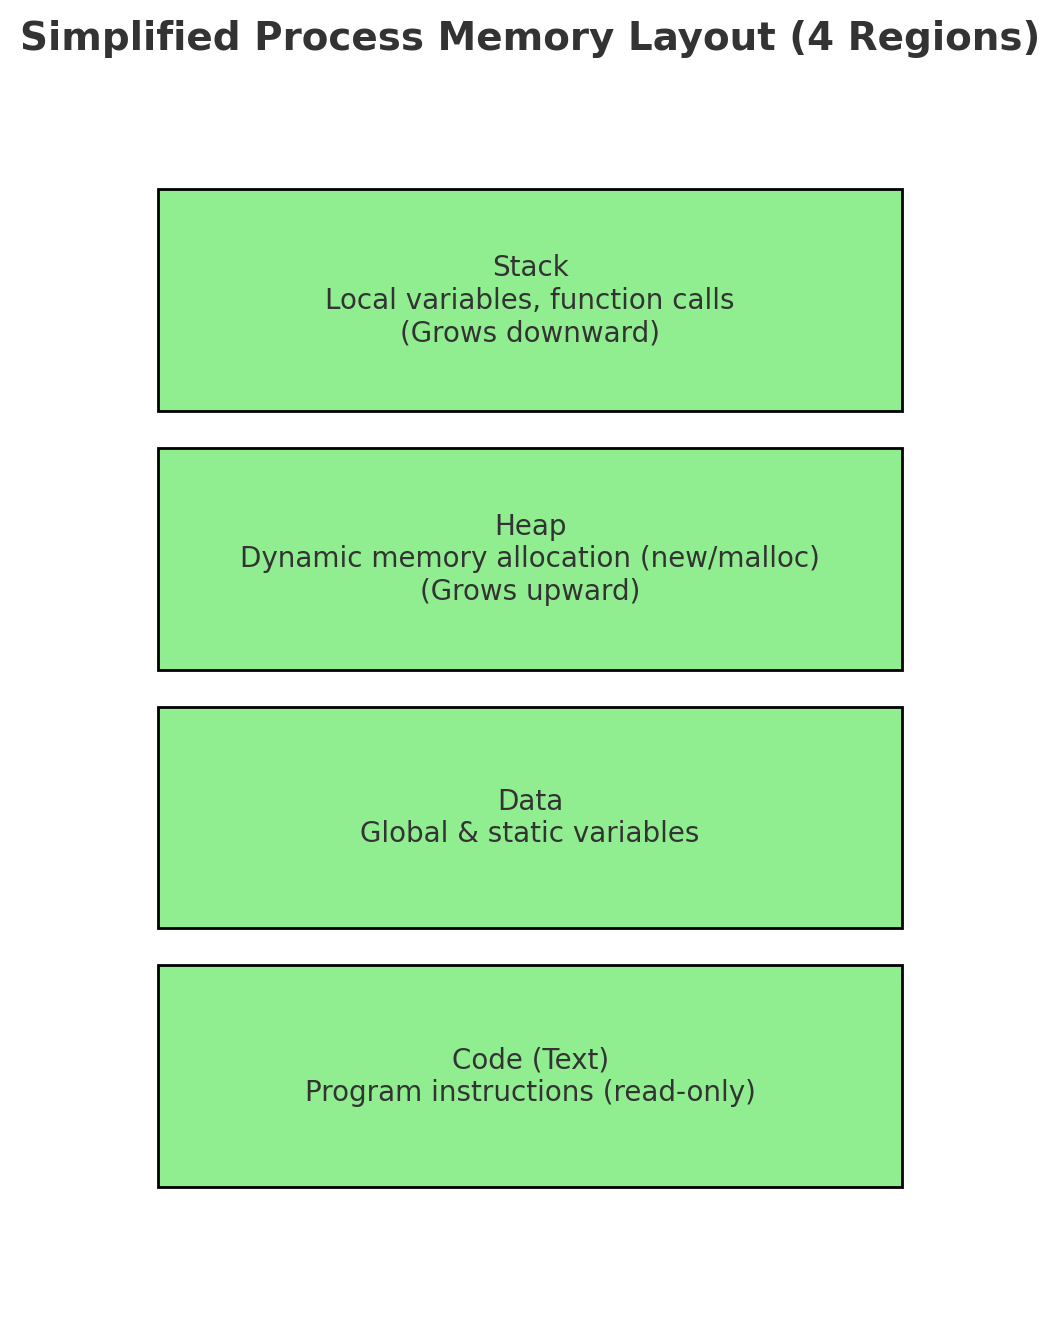 Simplified Process Memory Layout (4 Regions)
Stack
Local variables, function calls
(Grows downward)
Heap
Dynamic memory allocation (new/malloc)
(Grows upward)
Data
Global & static variables
Code (Text)
Program instructions (read-only)